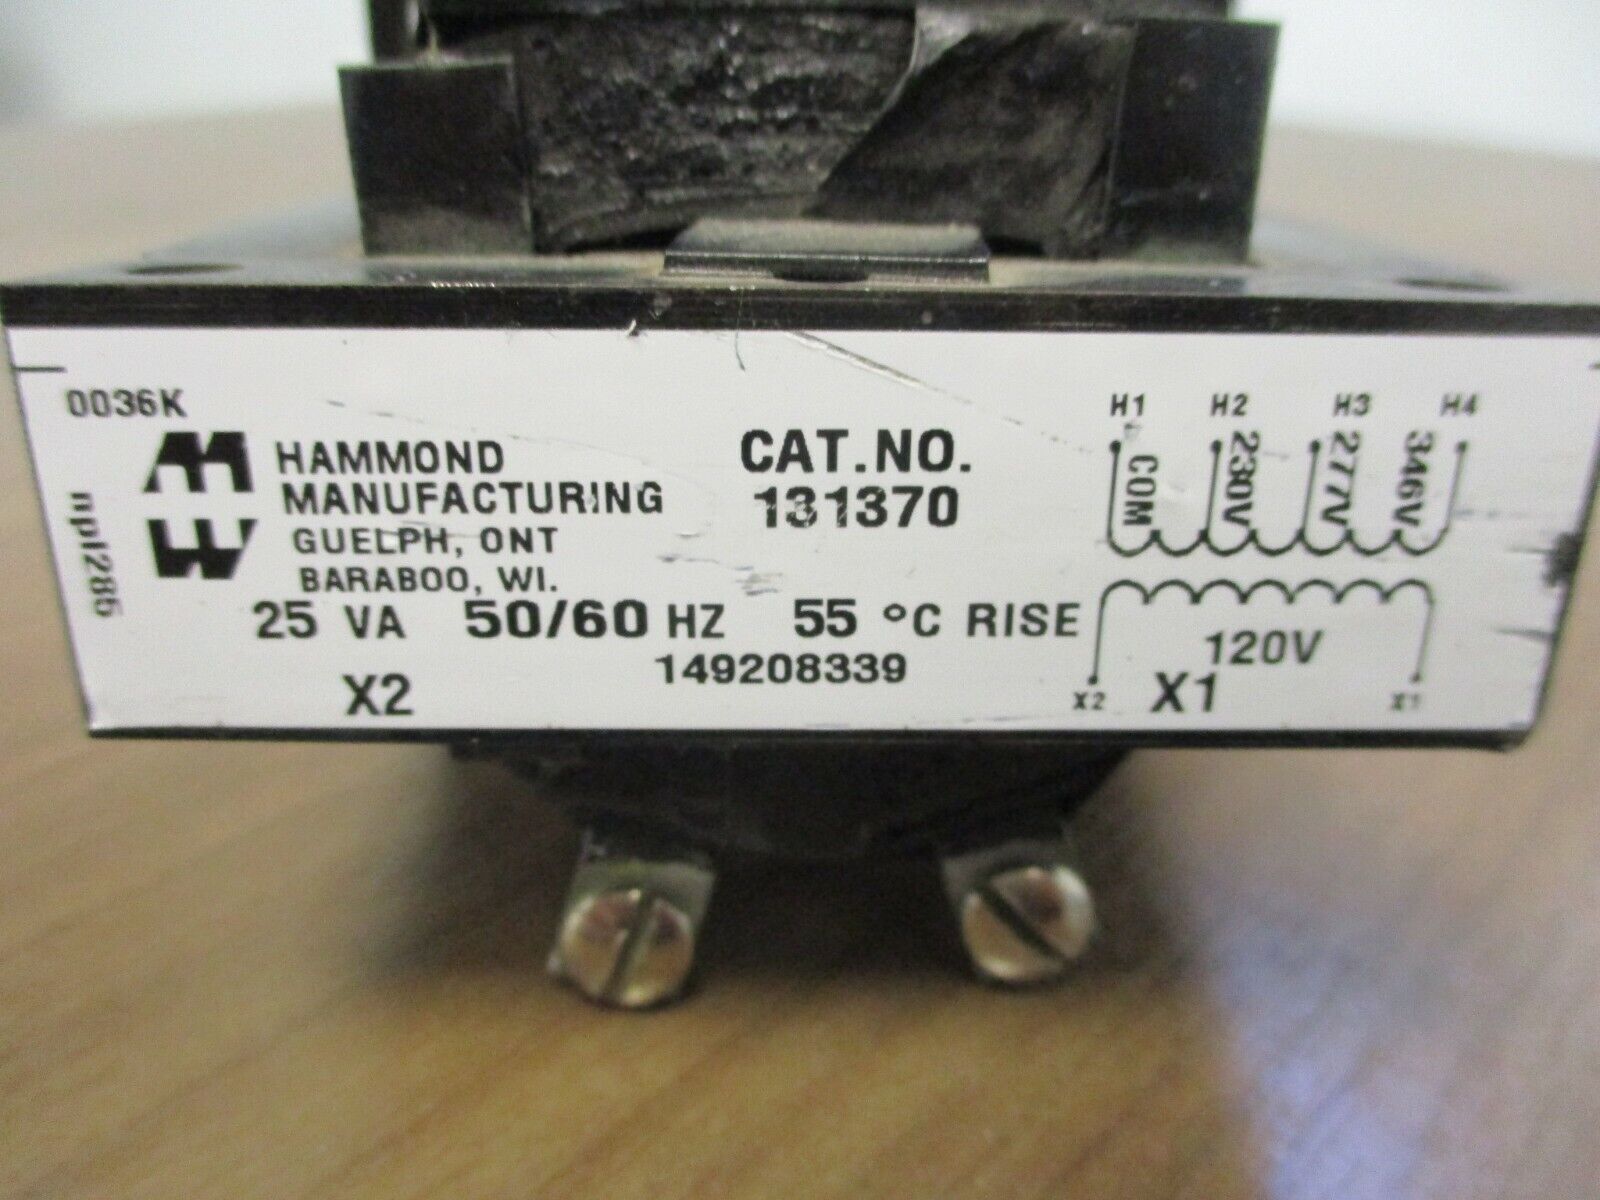 0036K
npl285
HAMMOND
MANUFACTURING
GUELPH, ONT
BARABOO, WI.
CAT.NO.
131370
25 VA 50/60 HZ 55 °C RISE
149208339
X2 X1
H1 H2 H3 H4
COM 230V 277V 346V
120V
X2 X1